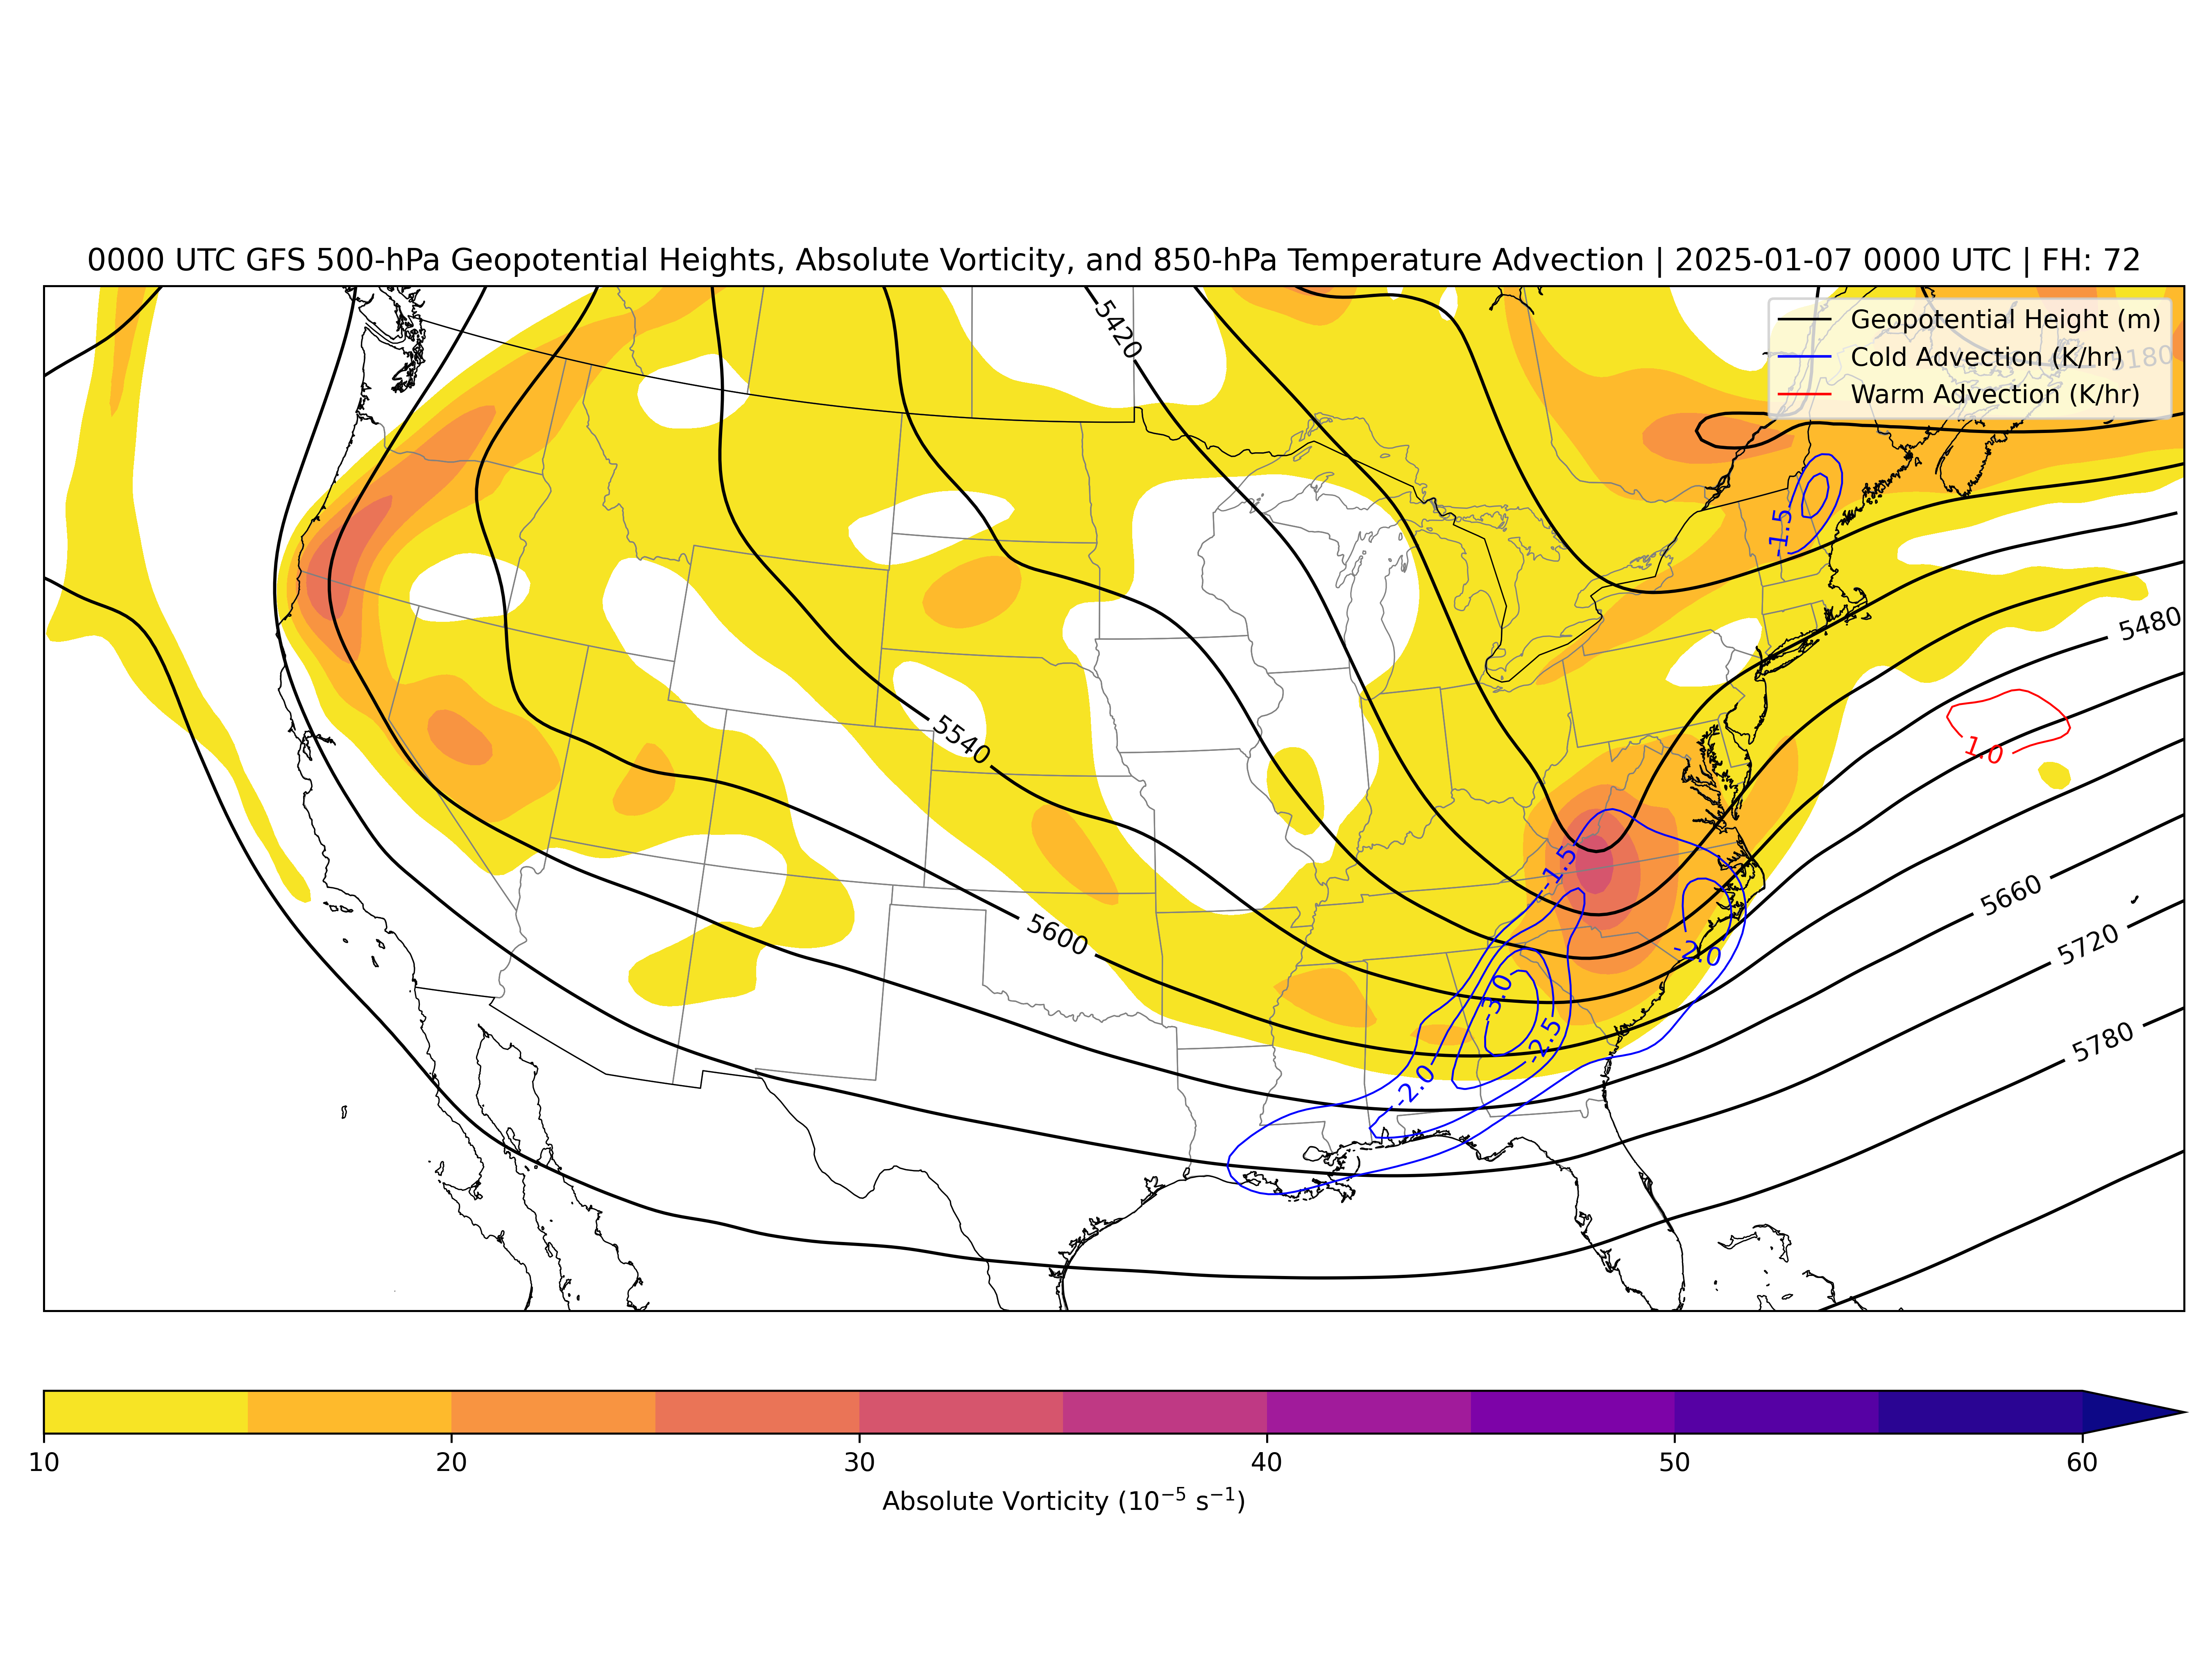 0000 UTC GFS 500-hPa Geopotential Heights, Absolute Vorticity, and 850-hPa Temperature Advection | 2025-01-07 0000 UTC | FH: 72
Geopotential Height (m)
Cold Advection (K/hr)
Warm Advection (K/hr)
5180
5420
-1.5
5480
5540
1.0
-1.5
5600
5660
-2.0
5720
-3.0
-2.5
5780
-2.0
10 20 30 40 50 60
Absolute Vorticity (10⁻⁵ s⁻¹)